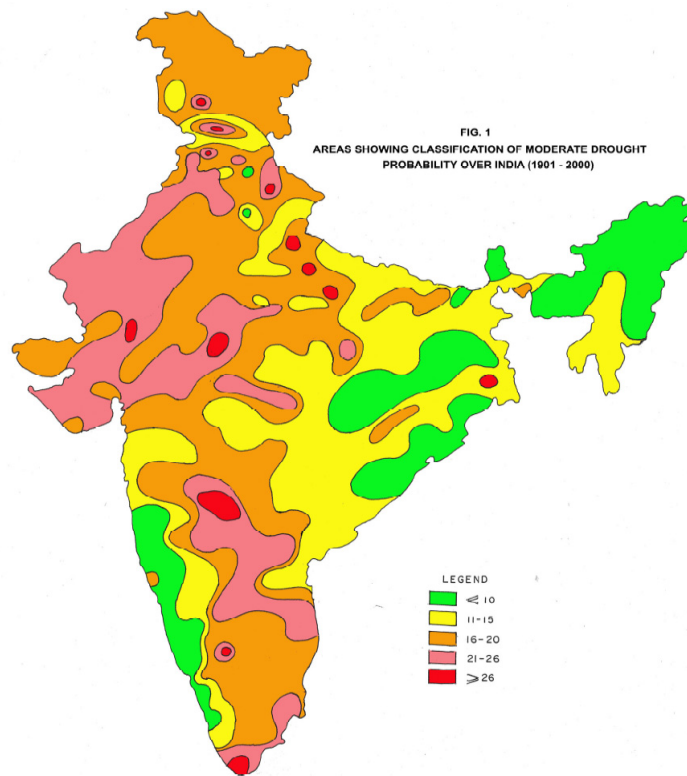 FIG. 1
AREAS SHOWING CLASSIFICATION OF MODERATE DROUGHT
PROBABILITY OVER INDIA (1901 - 2000)
LEGEND
⩽ 10
11-15
16-20
21-26
⩾ 26